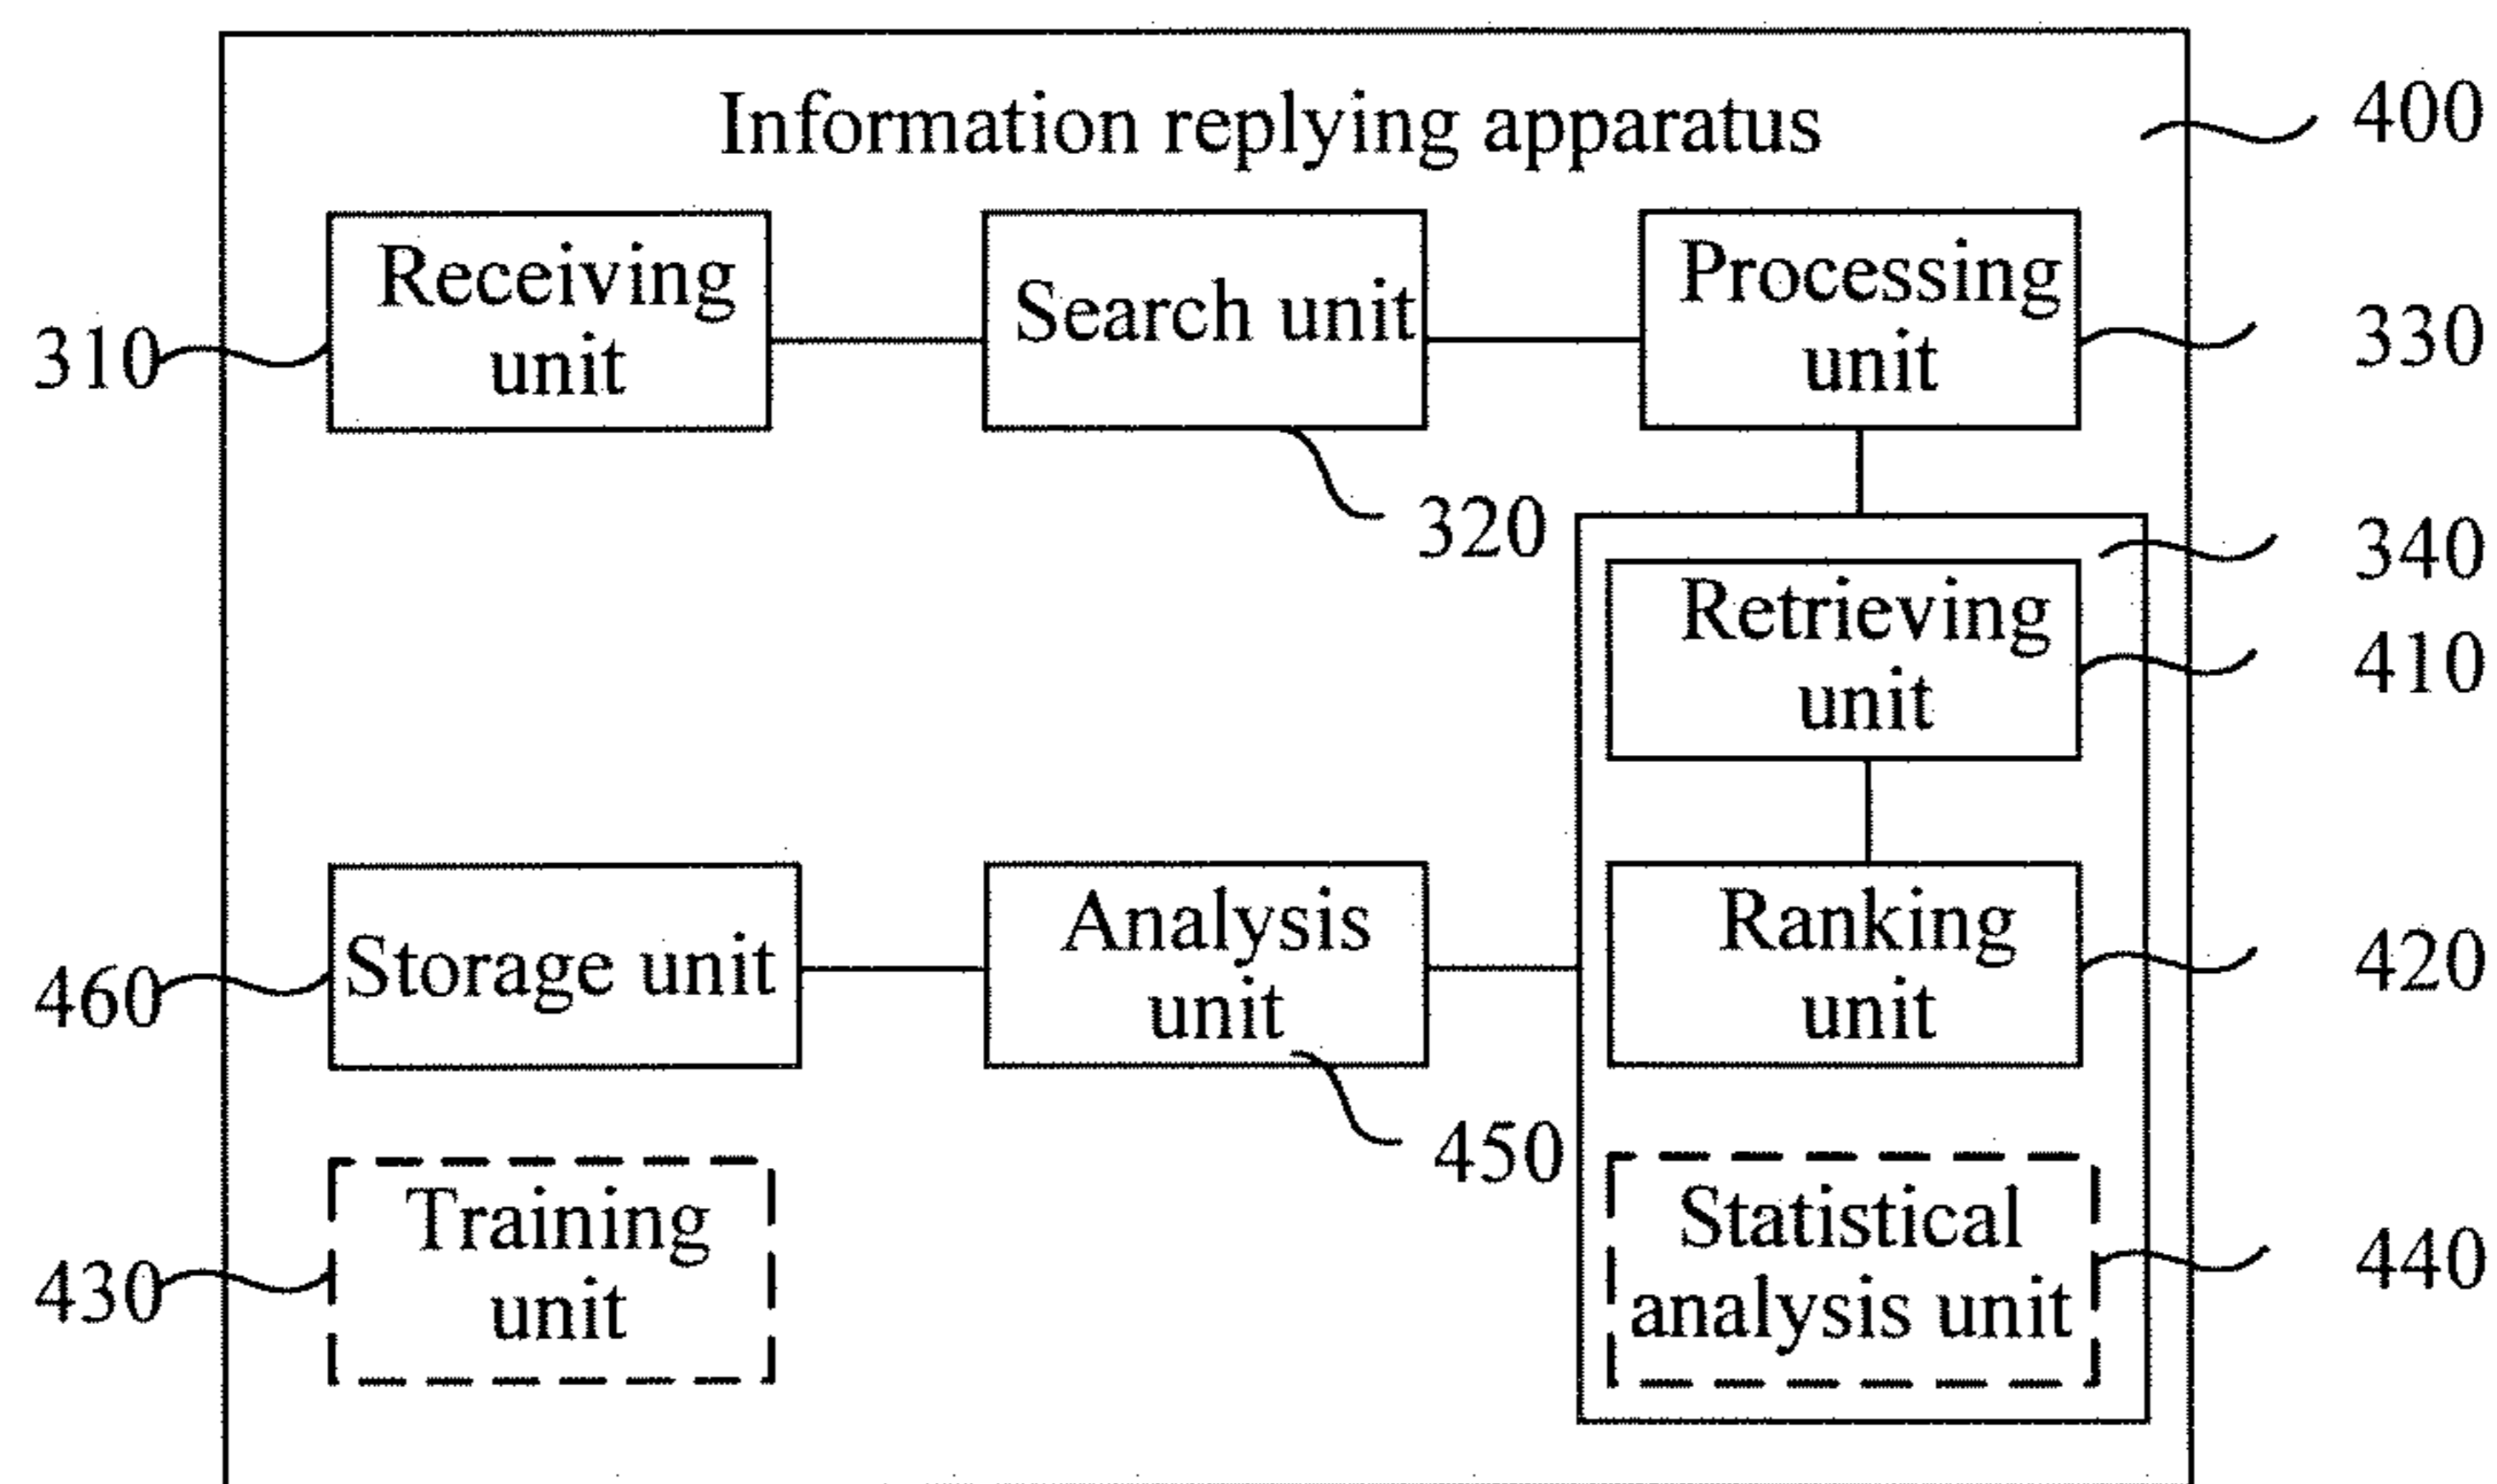 Information replying apparatus
400
Receiving
unit
310
Search unit
320
Processing
unit
330
340
Retrieving
unit
410
Storage unit
460
Analysis
unit
450
Ranking
unit
420
Training
unit
430
Statistical
analysis unit
440